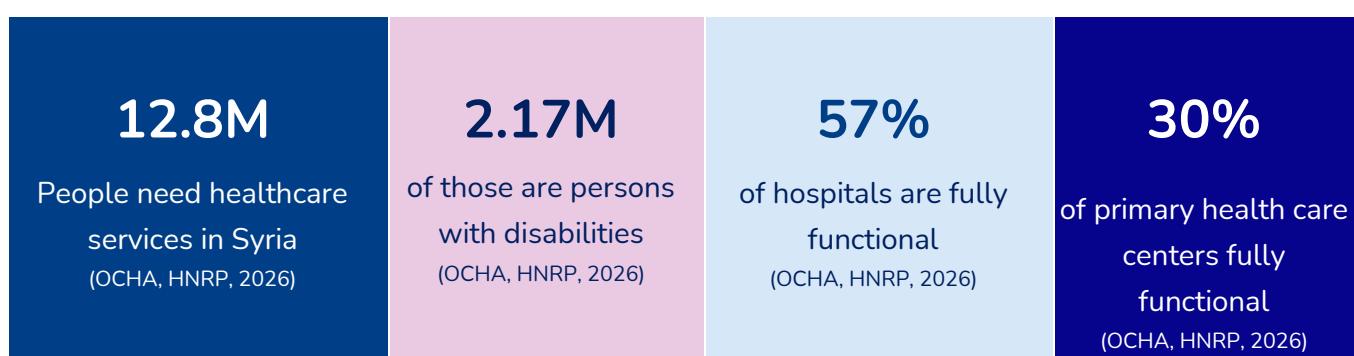 12.8M
People need healthcare
services in Syria
(OCHA, HNRP, 2026)
2.17M
of those are persons
with disabilities
(OCHA, HNRP, 2026)
57%
of hospitals are fully
functional
(OCHA, HNRP, 2026)
30%
of primary health care
centers fully
functional
(OCHA, HNRP, 2026)